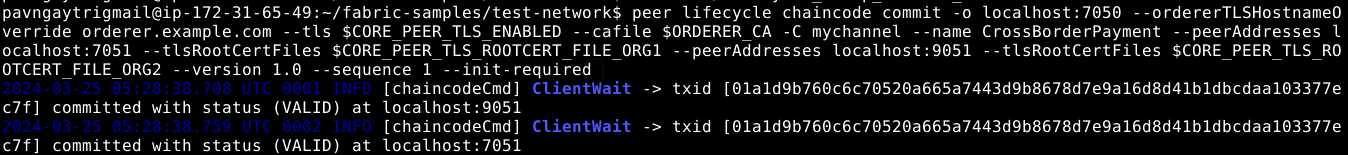 pavngaytrigmail@ip-172-31-65-49:~/fabric-samples/test-network$ peer lifecycle chaincode commit -o localhost:7050 --ordererTLSHostnameO
verride orderer.example.com --tls $CORE_PEER_TLS_ENABLED --cafile $ORDERER_CA -C mychannel --name CrossBorderPayment --peerAddresses l
ocalhost:7051 --tlsRootCertFiles $CORE_PEER_TLS_ROOTCERT_FILE_ORG1 --peerAddresses localhost:9051 --tlsRootCertFiles $CORE_PEER_TLS_RO
OTCERT_FILE_ORG2 --version 1.0 --sequence 1 --init-required
2024-03-25 05:28:38.708 UTC 0001 INFO [chaincodeCmd] ClientWait -> txid [01a1d9b760c6c70520a665a7443d9b8678d7e9a16d8d41b1dbcdaa103377e
c7f] committed with status (VALID) at localhost:9051
2024-03-25 05:28:38.759 UTC 0002 INFO [chaincodeCmd] ClientWait -> txid [01a1d9b760c6c70520a665a7443d9b8678d7e9a16d8d41b1dbcdaa103377e
c7f] committed with status (VALID) at localhost:7051